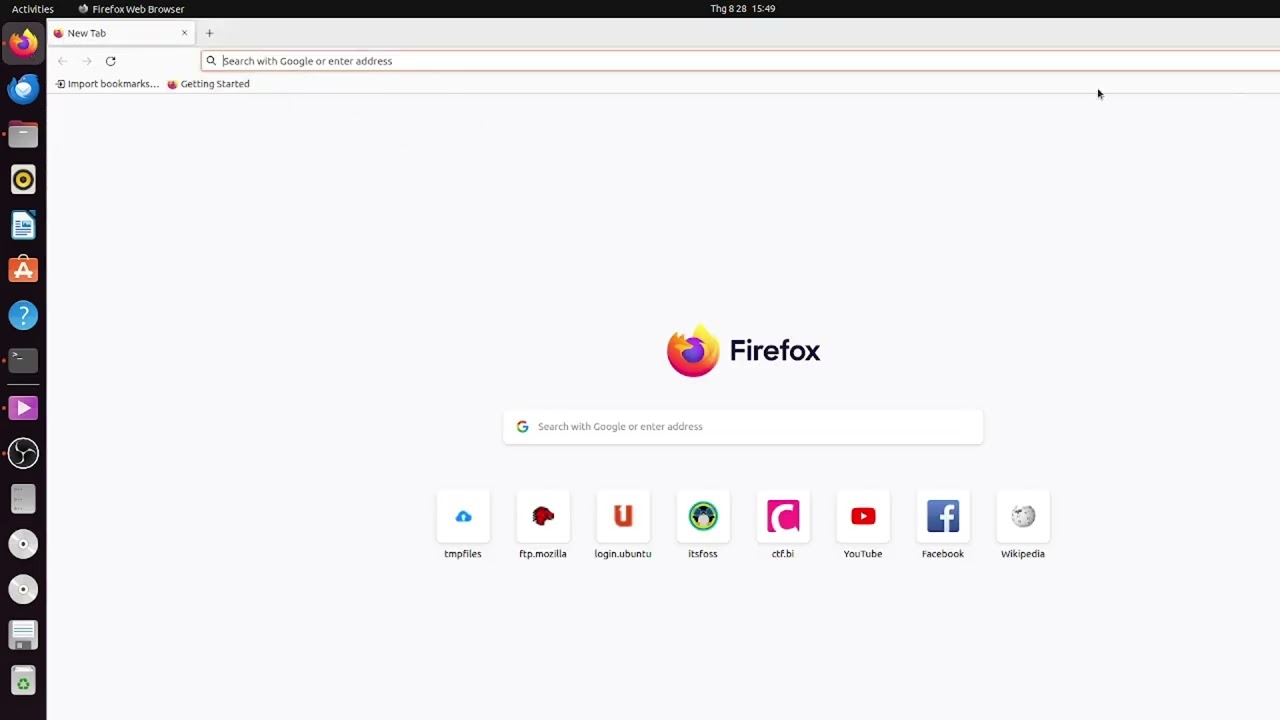 Activities
Firefox Web Browser
Thg 8 28 15:49
New Tab
Search with Google or enter address
Import bookmarks...
Getting Started
Firefox
Search with Google or enter address
tmpfiles
ftp.mozilla
login.ubuntu
itsfoss
ctf.bi
YouTube
Facebook
Wikipedia